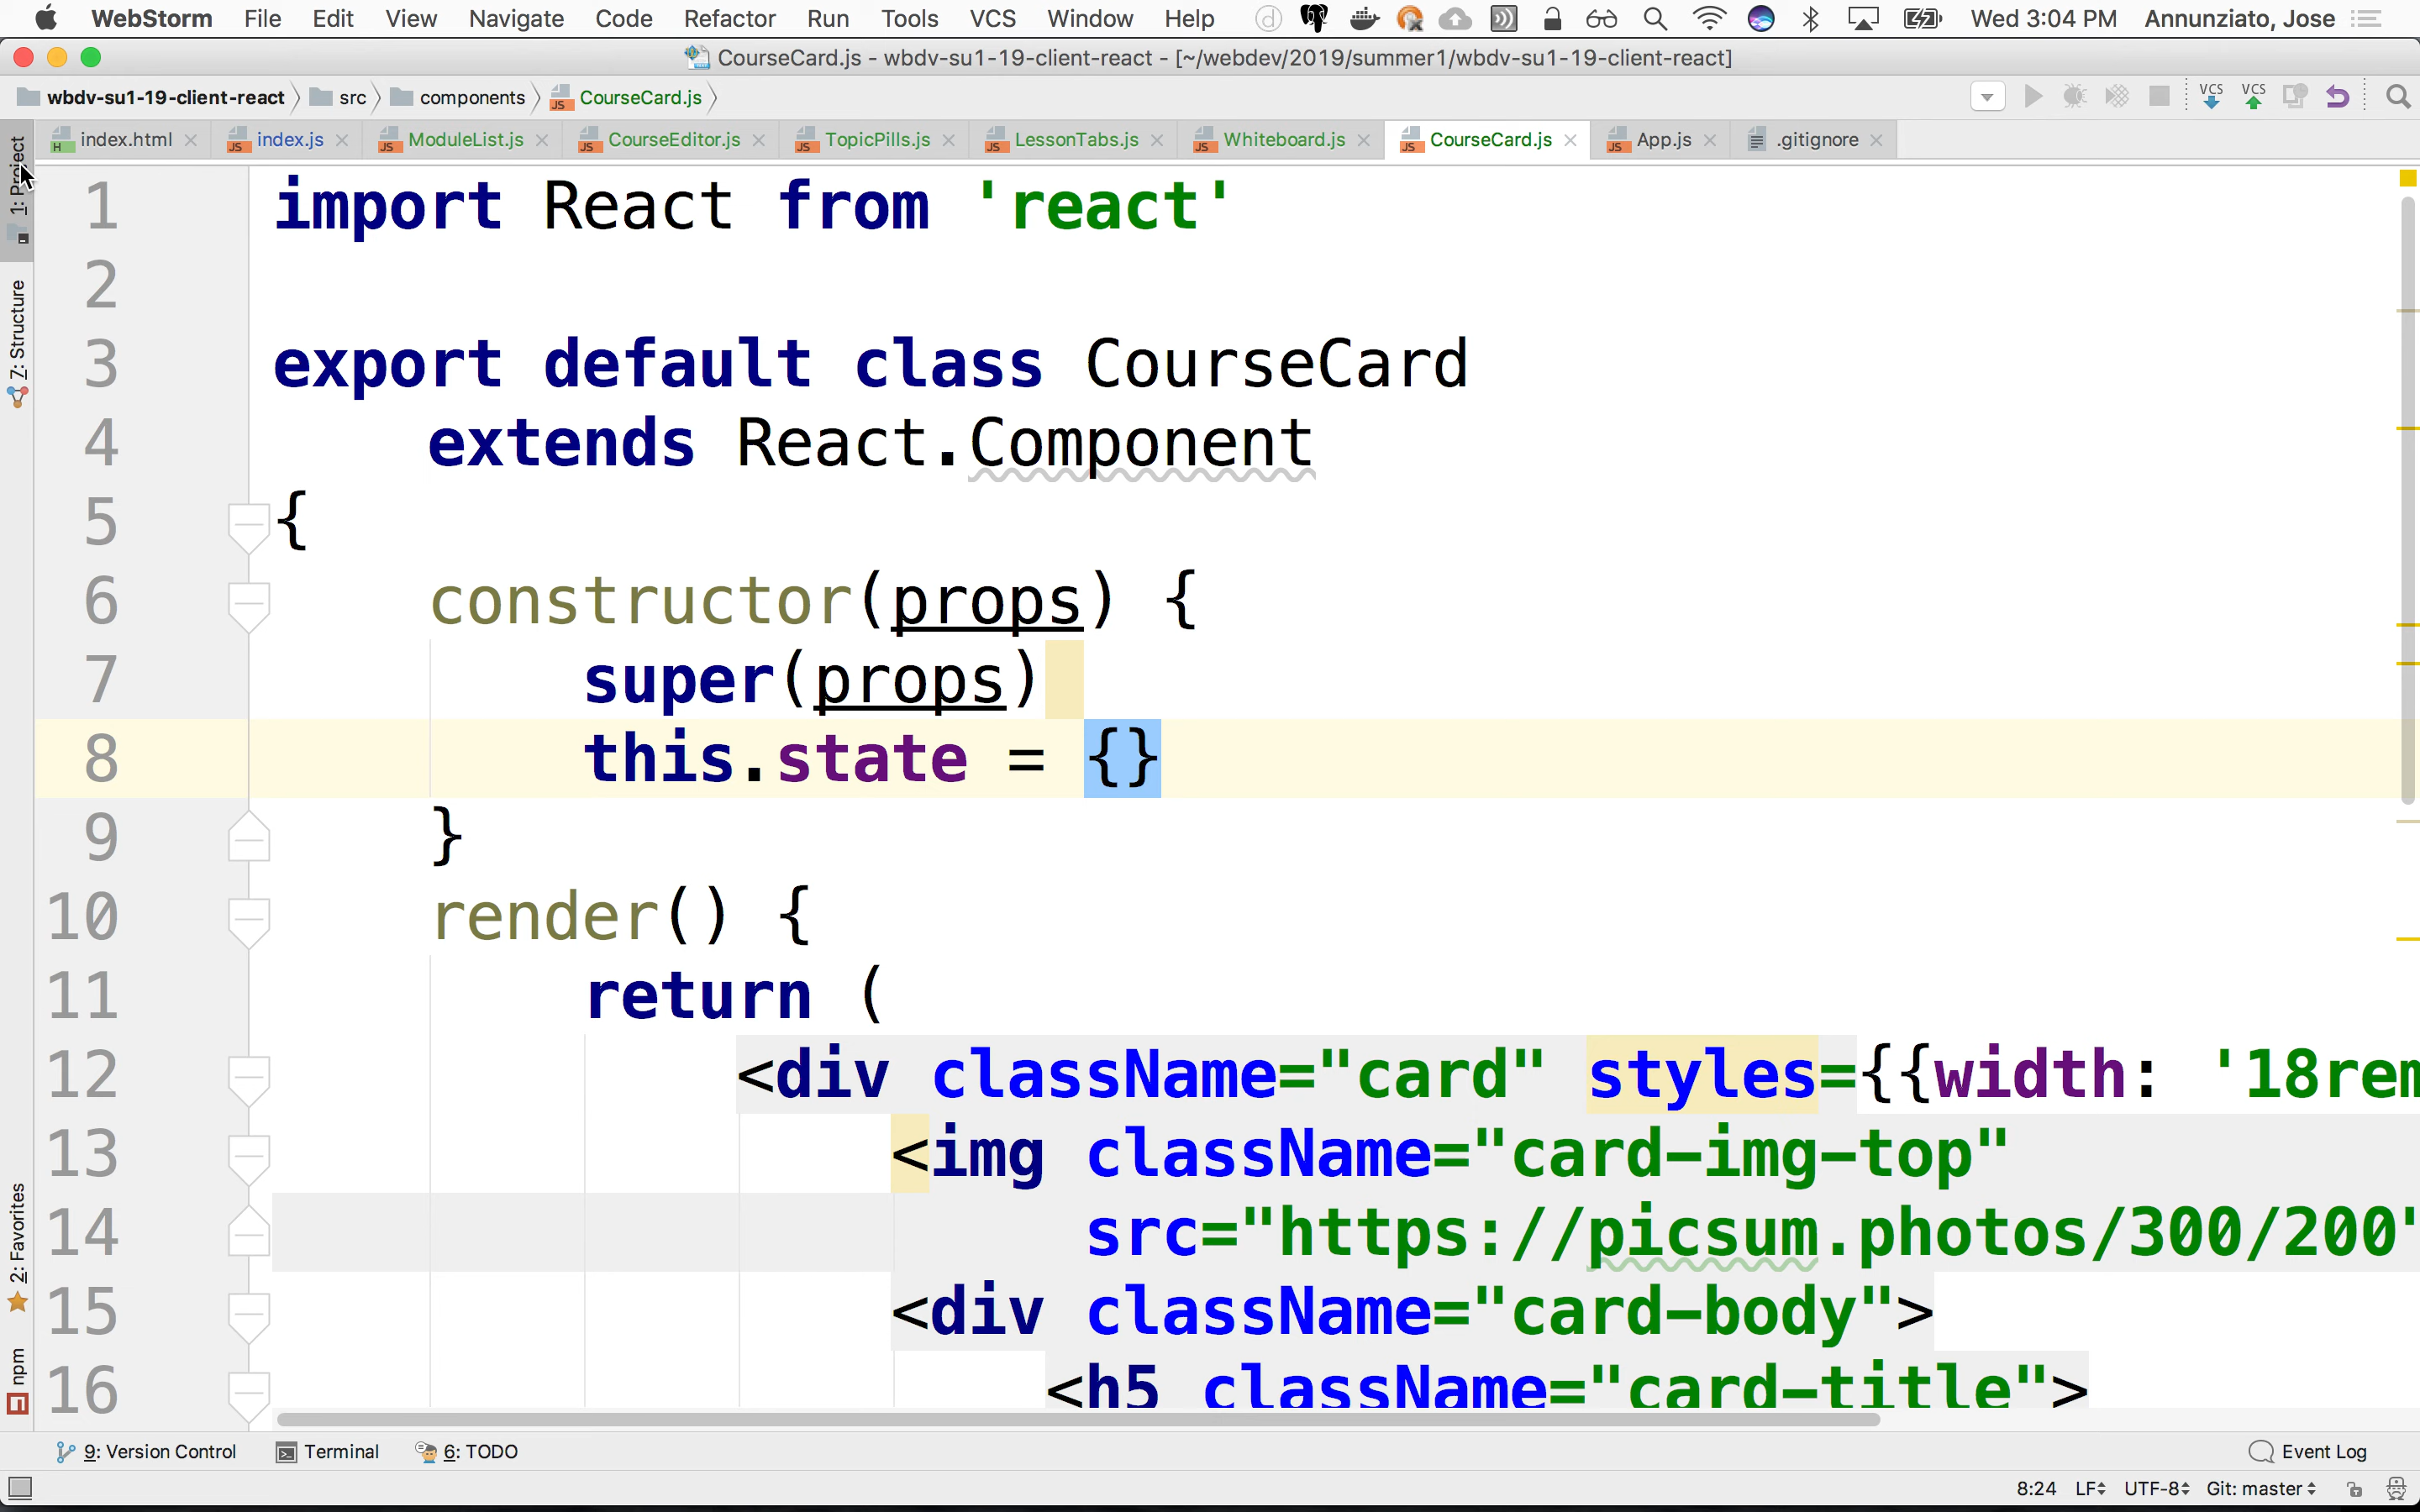 WebStorm File Edit View Navigate Code Refactor Run Tools VCS Window Help Wed 3:04 PM Annunziato, Jose
CourseCard.js - wbdv-su1-19-client-react - [~/webdev/2019/summer1/wbdv-su1-19-client-react]
wbdv-su1-19-client-react src components CourseCard.js VCS VCS
index.html index.js ModuleList.js CourseEditor.js TopicPills.js LessonTabs.js Whiteboard.js CourseCard.js App.js .gitignore
1: Project
7: Structure
2: Favorites
npm
1 import React from 'react'
2
3 export default class CourseCard
4 extends React.Component
5 {
6 constructor(props) {
7 super(props)
8 this.state = {}
9 }
10 render() {
11 return (
12 <div className="card" styles={{width: '18rem
13 <img className="card-img-top"
14 src="https://picsum.photos/300/200"
15 <div className="card-body">
16 <h5 className="card-title">
9: Version Control Terminal 6: TODO Event Log
8:24 LF UTF-8 Git: master